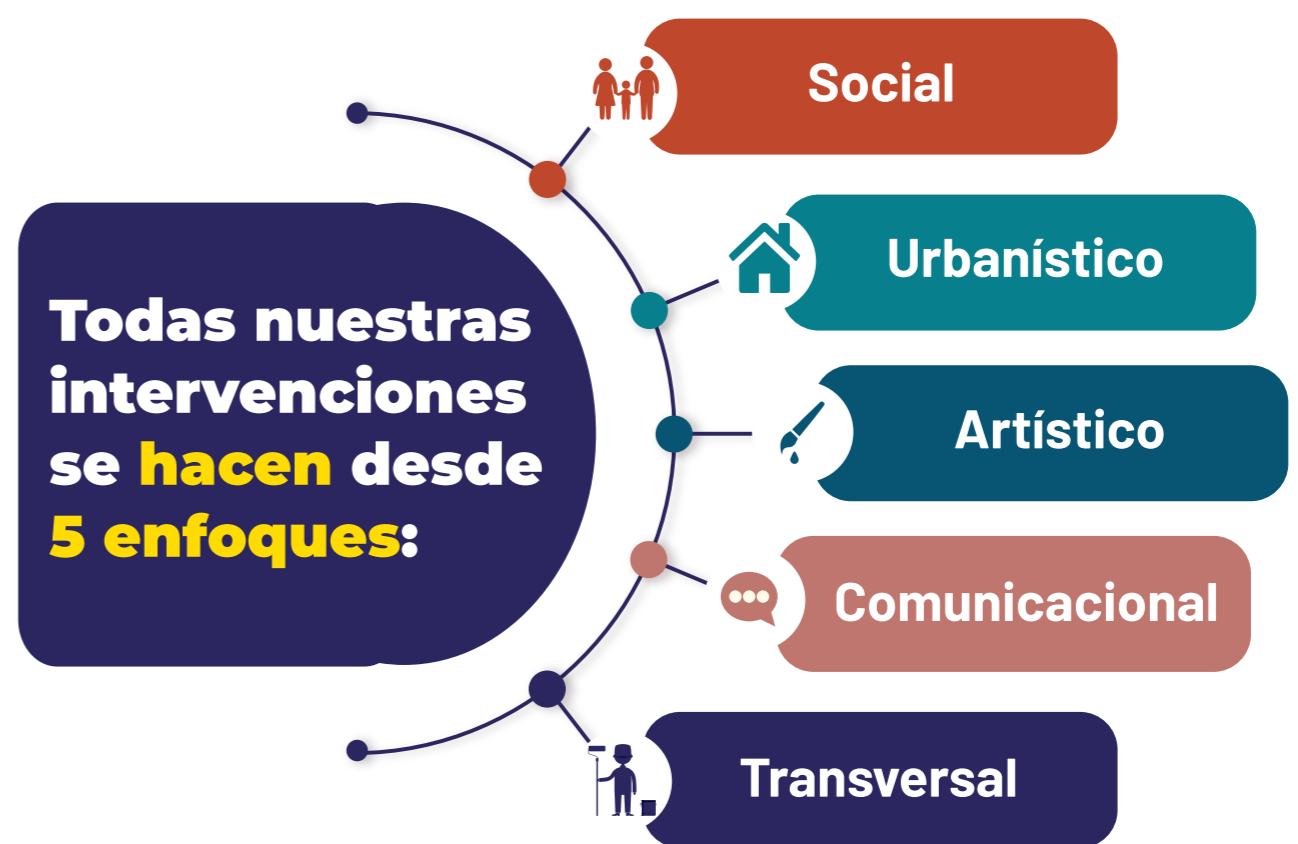 Todas nuestras
intervenciones
se hacen desde
5 enfoques:
Social
Urbanístico
Artístico
Comunicacional
Transversal